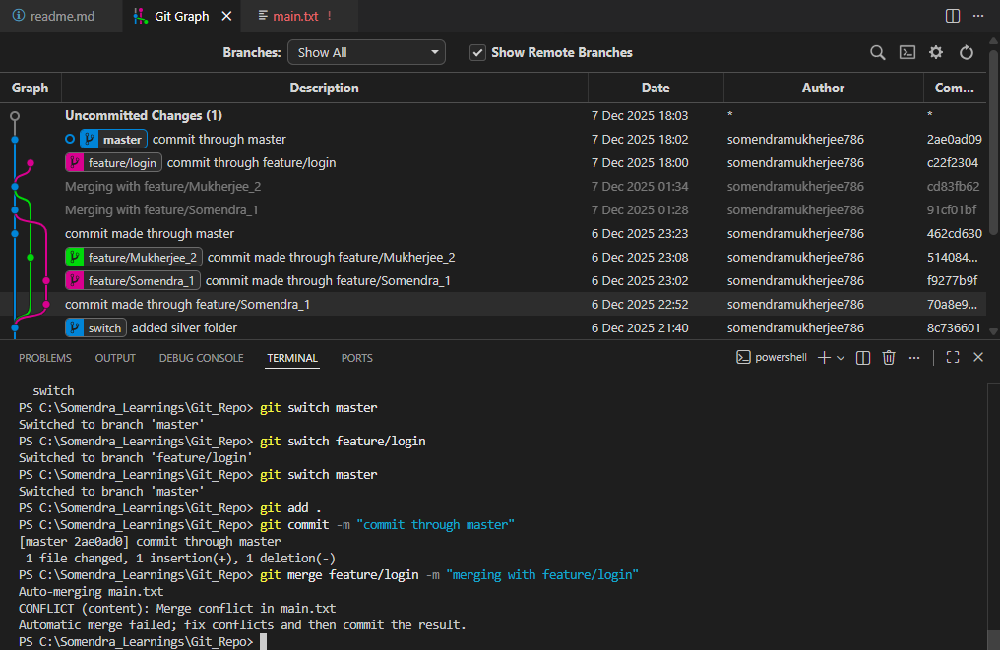 readme.md Git Graph main.txt !
Branches: Show All Show Remote Branches
Graph Description Date Author Com...
Uncommitted Changes (1) 7 Dec 2025 18:03 * *
master commit through master 7 Dec 2025 18:02 somendramukherjee786 2ae0ad09
feature/login commit through feature/login 7 Dec 2025 18:00 somendramukherjee786 c22f2304
Merging with feature/Mukherjee_2 7 Dec 2025 01:34 somendramukherjee786 cd83fb62
Merging with feature/Somendra_1 7 Dec 2025 01:28 somendramukherjee786 91cf01bf
commit made through master 6 Dec 2025 23:23 somendramukherjee786 462cd630
feature/Mukherjee_2 commit made through feature/Mukherjee_2 6 Dec 2025 23:08 somendramukherjee786 514084...
feature/Somendra_1 commit made through feature/Somendra_1 6 Dec 2025 23:02 somendramukherjee786 f9277b9f
commit made through feature/Somendra_1 6 Dec 2025 22:52 somendramukherjee786 70a8e9...
switch added silver folder 6 Dec 2025 21:40 somendramukherjee786 8c736601
PROBLEMS OUTPUT DEBUG CONSOLE TERMINAL PORTS powershell
switch
PS C:\Somendra_Learnings\Git_Repo> git switch master
Switched to branch 'master'
PS C:\Somendra_Learnings\Git_Repo> git switch feature/login
Switched to branch 'feature/login'
PS C:\Somendra_Learnings\Git_Repo> git switch master
Switched to branch 'master'
PS C:\Somendra_Learnings\Git_Repo> git add .
PS C:\Somendra_Learnings\Git_Repo> git commit -m "commit through master"
[master 2ae0ad0] commit through master
1 file changed, 1 insertion(+), 1 deletion(-)
PS C:\Somendra_Learnings\Git_Repo> git merge feature/login -m "merging with feature/login"
Auto-merging main.txt
CONFLICT (content): Merge conflict in main.txt
Automatic merge failed; fix conflicts and then commit the result.
PS C:\Somendra_Learnings\Git_Repo>